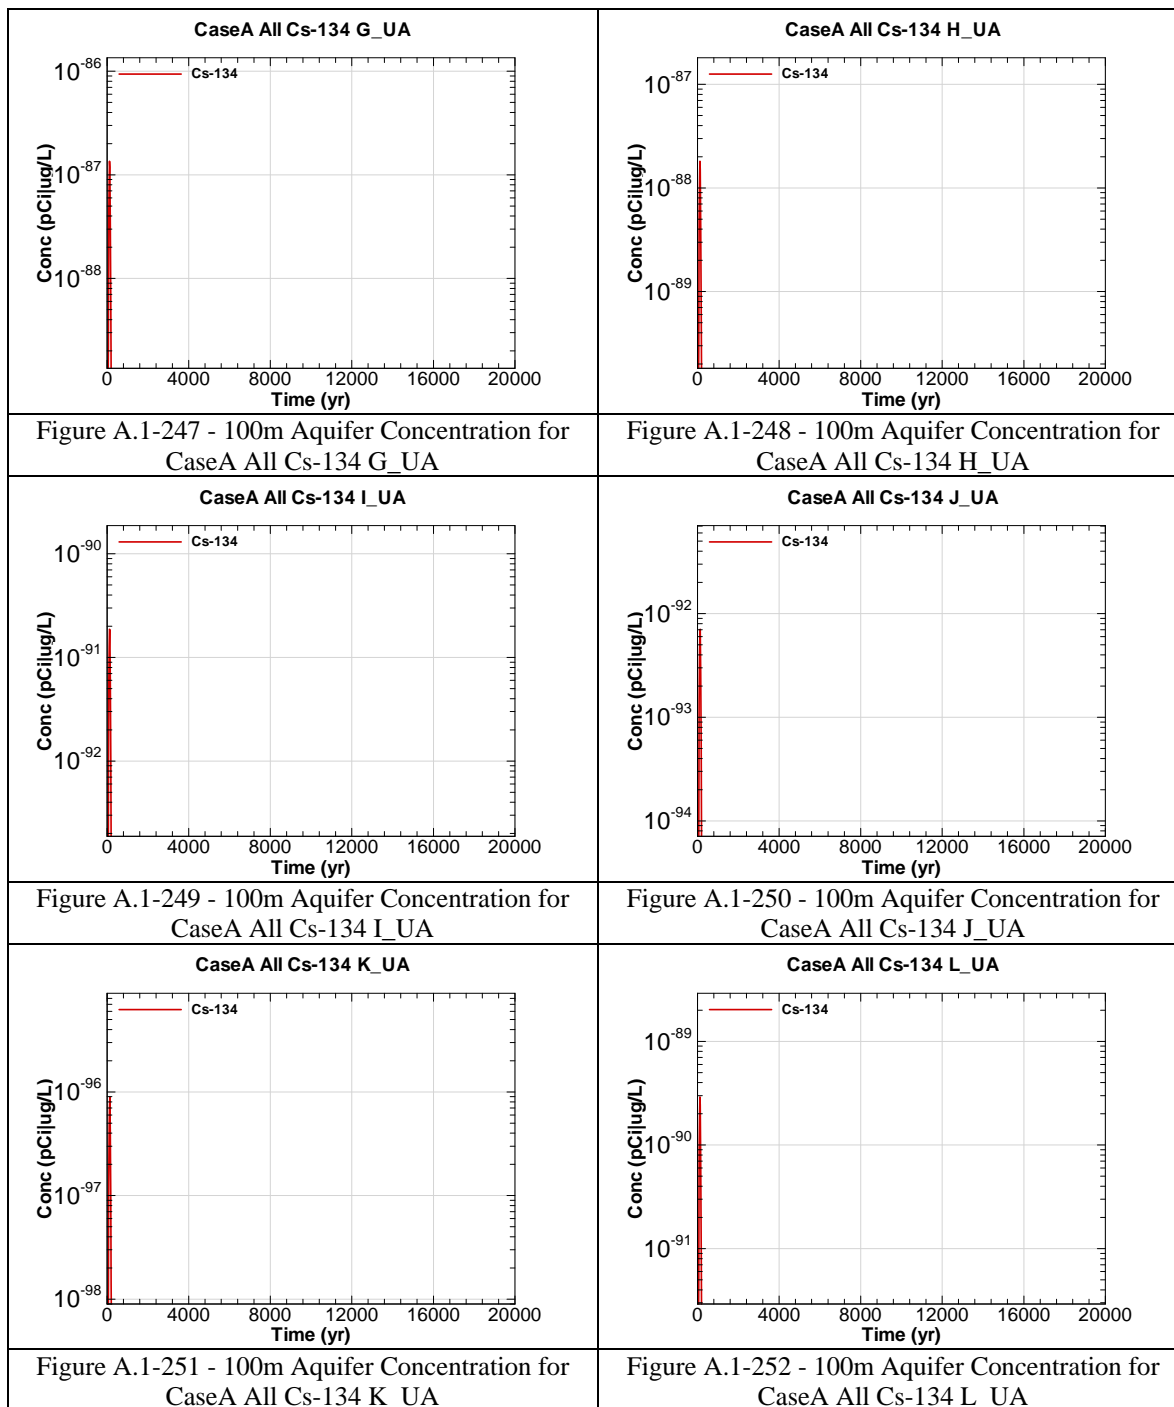 CaseA All Cs-134 G_UA
Cs-134
10-86
10-87
10-88
Conc (pCi|ug/L)
0 4000 8000 12000 16000 20000
Time (yr)
Figure A.1-247 - 100m Aquifer Concentration for
CaseA All Cs-134 G_UA
CaseA All Cs-134 H_UA
Cs-134
10-87
10-88
10-89
Conc (pCi|ug/L)
0 4000 8000 12000 16000 20000
Time (yr)
Figure A.1-248 - 100m Aquifer Concentration for
CaseA All Cs-134 H_UA
CaseA All Cs-134 I_UA
Cs-134
10-90
10-91
10-92
Conc (pCi|ug/L)
0 4000 8000 12000 16000 20000
Time (yr)
Figure A.1-249 - 100m Aquifer Concentration for
CaseA All Cs-134 I_UA
CaseA All Cs-134 J_UA
Cs-134
10-92
10-93
10-94
Conc (pCi|ug/L)
0 4000 8000 12000 16000 20000
Time (yr)
Figure A.1-250 - 100m Aquifer Concentration for
CaseA All Cs-134 J_UA
CaseA All Cs-134 K_UA
Cs-134
10-96
10-97
10-98
Conc (pCi|ug/L)
0 4000 8000 12000 16000 20000
Time (yr)
Figure A.1-251 - 100m Aquifer Concentration for
CaseA All Cs-134 K_UA
CaseA All Cs-134 L_UA
Cs-134
10-89
10-90
10-91
Conc (pCi|ug/L)
0 4000 8000 12000 16000 20000
Time (yr)
Figure A.1-252 - 100m Aquifer Concentration for
CaseA All Cs-134 L_UA